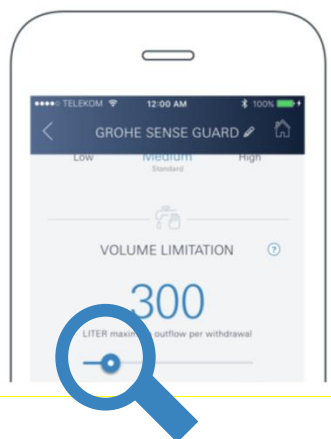 TELEKOM 12:00 AM 100%
GROHE SENSE GUARD
Low Medium High
Standard
VOLUME LIMITATION ?
300
LITER maximum outflow per withdrawal